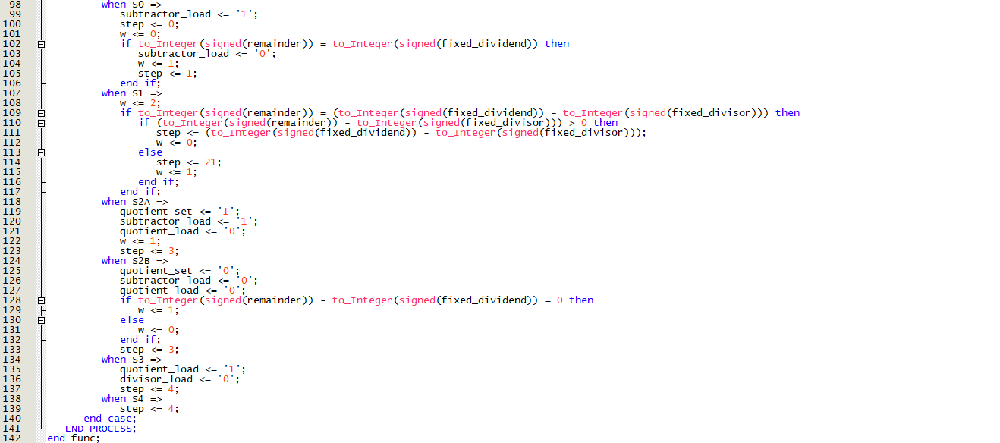 98 when S0 =>
99 subtractor_load <= '1';
100 step <= 0;
101 w <= 0;
102 if to_Integer(signed(remainder)) = to_Integer(signed(fixed_dividend)) then
103 subtractor_load <= '0';
104 w <= 1;
105 step <= 1;
106 end if;
107 when S1 =>
108 w <= 2;
109 if to_Integer(signed(remainder)) = (to_Integer(signed(fixed_dividend)) - to_Integer(signed(fixed_divisor))) then
110 if (to_Integer(signed(remainder)) - to_Integer(signed(fixed_divisor))) > 0 then
111 step <= (to_Integer(signed(fixed_dividend)) - to_Integer(signed(fixed_divisor)));
112 w <= 0;
113 else
114 step <= 21;
115 w <= 1;
116 end if;
117 end if;
118 when S2A =>
119 quotient_set <= '1';
120 subtractor_load <= '1';
121 quotient_load <= '0';
122 w <= 1;
123 step <= 3;
124 when S2B =>
125 quotient_set <= '0';
126 subtractor_load <= '0';
127 quotient_load <= '0';
128 if to_Integer(signed(remainder)) - to_Integer(signed(fixed_dividend)) = 0 then
129 w <= 1;
130 else
131 w <= 0;
132 end if;
133 step <= 3;
134 when S3 =>
135 quotient_load <= '1';
136 divisor_load <= '0';
137 step <= 4;
138 when S4 =>
139 step <= 4;
140 end case;
141 END PROCESS;
142 end func;